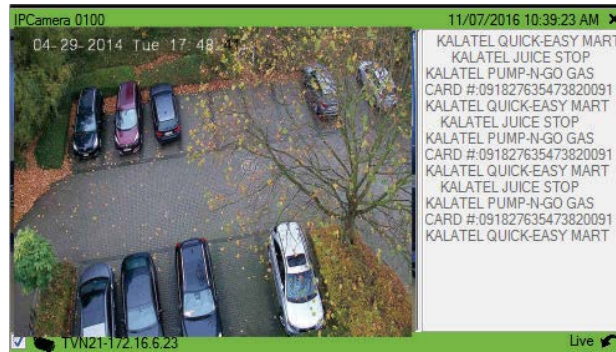 IPCamera 0100
11/07/2016 10:39:23 AM
04-29-2014 Tue 17:48
KALATEL QUICK-EASY MART
KALATEL JUICE STOP
KALATEL PUMP-N-GO GAS
CARD #:091827635473820091
KALATEL QUICK-EASY MART
KALATEL JUICE STOP
KALATEL PUMP-N-GO GAS
CARD #:091827635473820091
KALATEL QUICK-EASY MART
KALATEL JUICE STOP
KALATEL PUMP-N-GO GAS
CARD #:091827635473820091
KALATEL QUICK-EASY MART
TVN21-172.16.6.23
Live